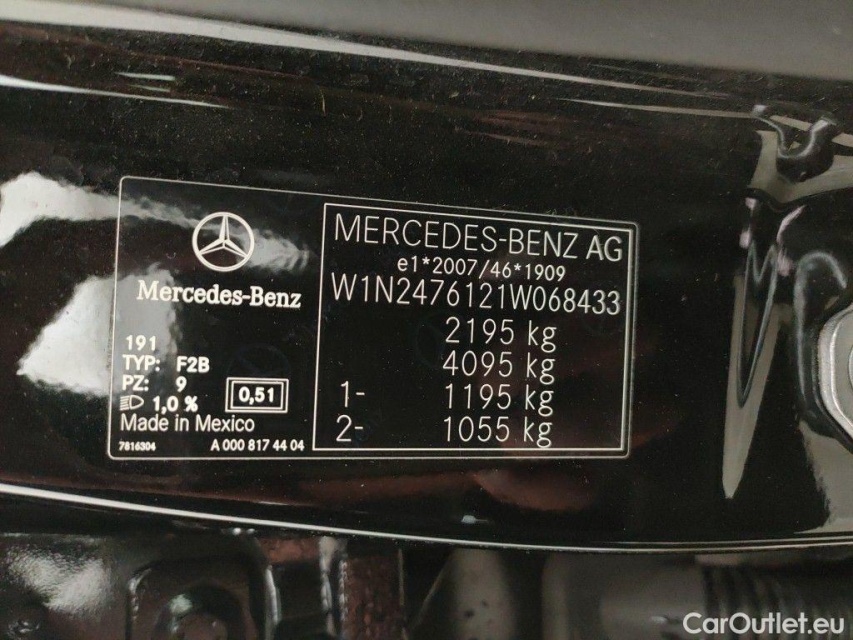 Mercedes-Benz
191
TYP: F2B
PZ: 9
1,0 %
0,51
Made in Mexico
7816304 A 000 817 44 04
MERCEDES-BENZ AG
e1*2007/46*1909
W1N2476121W068433
2195 kg
4095 kg
1- 1195 kg
2- 1055 kg
CarOutlet.eu